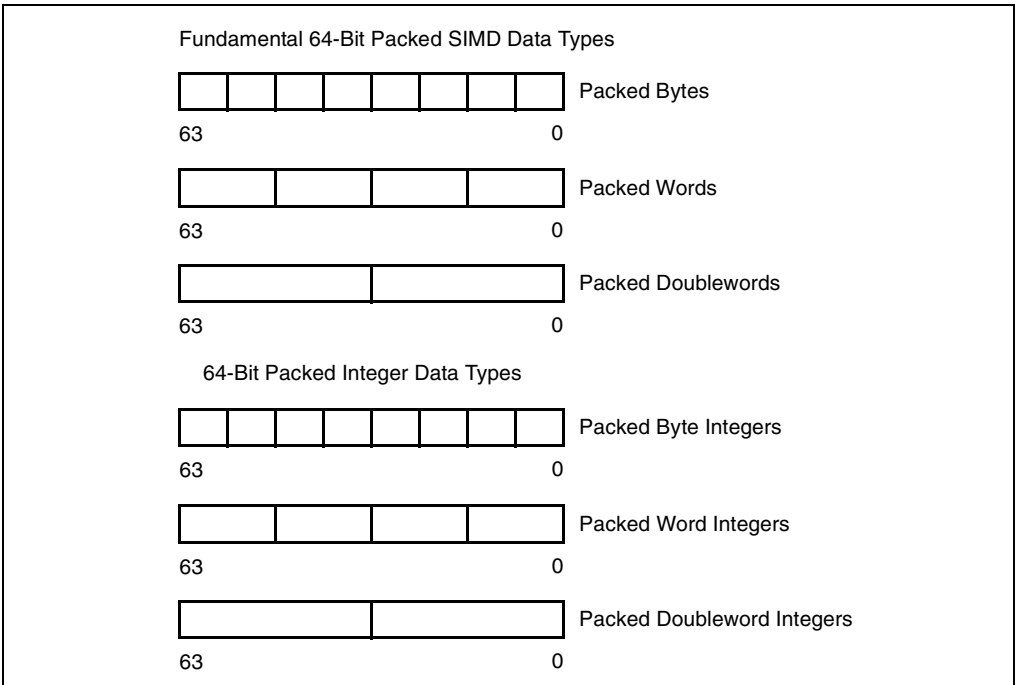 Fundamental 64-Bit Packed SIMD Data Types
Packed Bytes
63 0
Packed Words
63 0
Packed Doublewords
63 0
64-Bit Packed Integer Data Types
Packed Byte Integers
63 0
Packed Word Integers
63 0
Packed Doubleword Integers
63 0